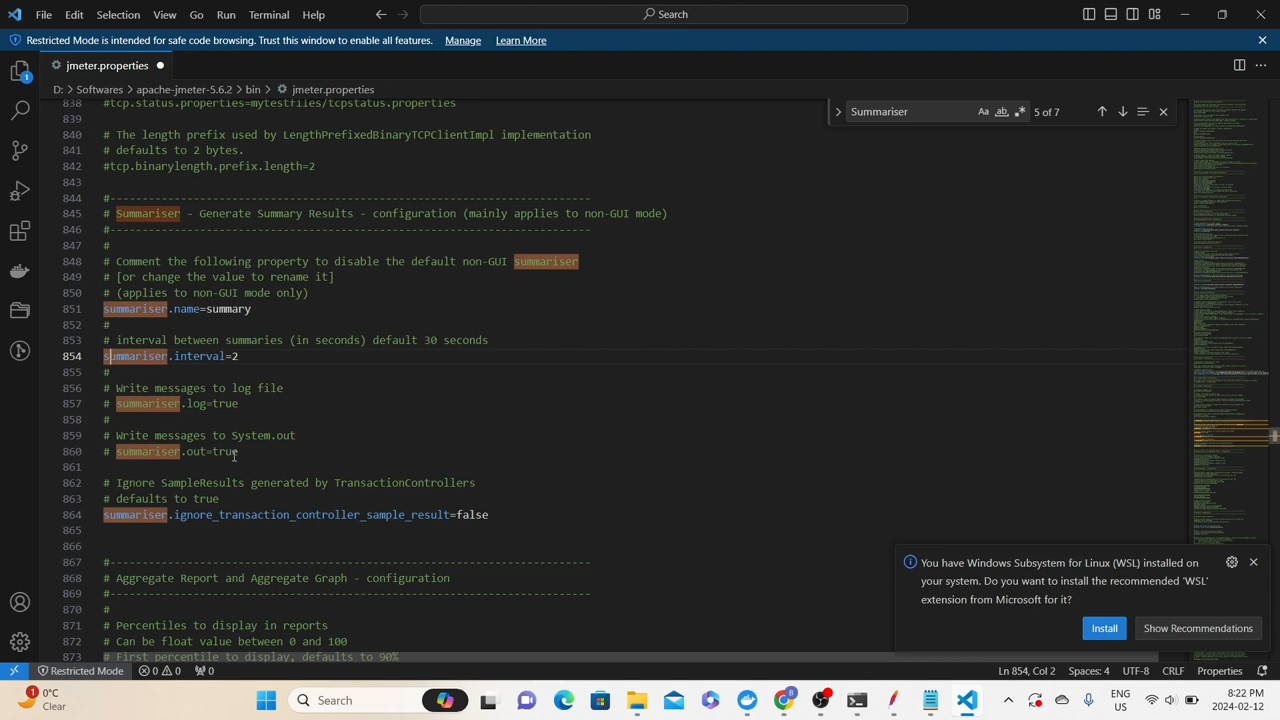 File Edit Selection View Go Run Terminal Help
Search
Restricted Mode is intended for safe code browsing. Trust this window to enable all features. Manage Learn More
jmeter.properties
D: > Softwares > apache-jmeter-5.6.2 > bin > jmeter.properties
Summariser Aa ab 5 of 7
838 #tcp.status.properties=mytestfiles/tcpstatus.properties
839
840 # The length prefix used by LengthPrefixedBinaryTCPClientImpl implementation
841 # defaults to 2 bytes.
842 #tcp.binarylength.prefix.length=2
843
844 #---------------------------------------------------------------------------
845 # Summariser - Generate Summary Results - configuration (mainly applies to non-GUI mode)
846 #---------------------------------------------------------------------------
847 #
848 # Comment the following property to disable the default non-GUI summariser
849 # [or change the value to rename it]
850 # (applies to non-GUI mode only)
851 summariser.name=summary
852 #
853 # interval between summaries (in seconds) default 30 seconds
854 summariser.interval=2
855 #
856 # Write messages to log file
857 # summariser.log=true
858 #
859 # Write messages to System.out
860 # summariser.out=true
861
862 # Ignore SampleResults generated by TransactionControllers
863 # defaults to true
864 summariser.ignore_transaction_controller_sample_result=false
865
866
867 #---------------------------------------------------------------------------
868 # Aggregate Report and Aggregate Graph - configuration
869 #---------------------------------------------------------------------------
870 #
871 # Percentiles to display in reports
872 # Can be float value between 0 and 100
873 # First percentile to display, defaults to 90%
You have Windows Subsystem for Linux (WSL) installed on
your system. Do you want to install the recommended 'WSL'
extension from Microsoft for it?
Install Show Recommendations
Restricted Mode 0 0 0 Ln 854, Col 2 Spaces: 4 UTF-8 CRLF Properties
1
1 0°C
Clear
Search
ENG
US
8:22 PM
2024-02-12